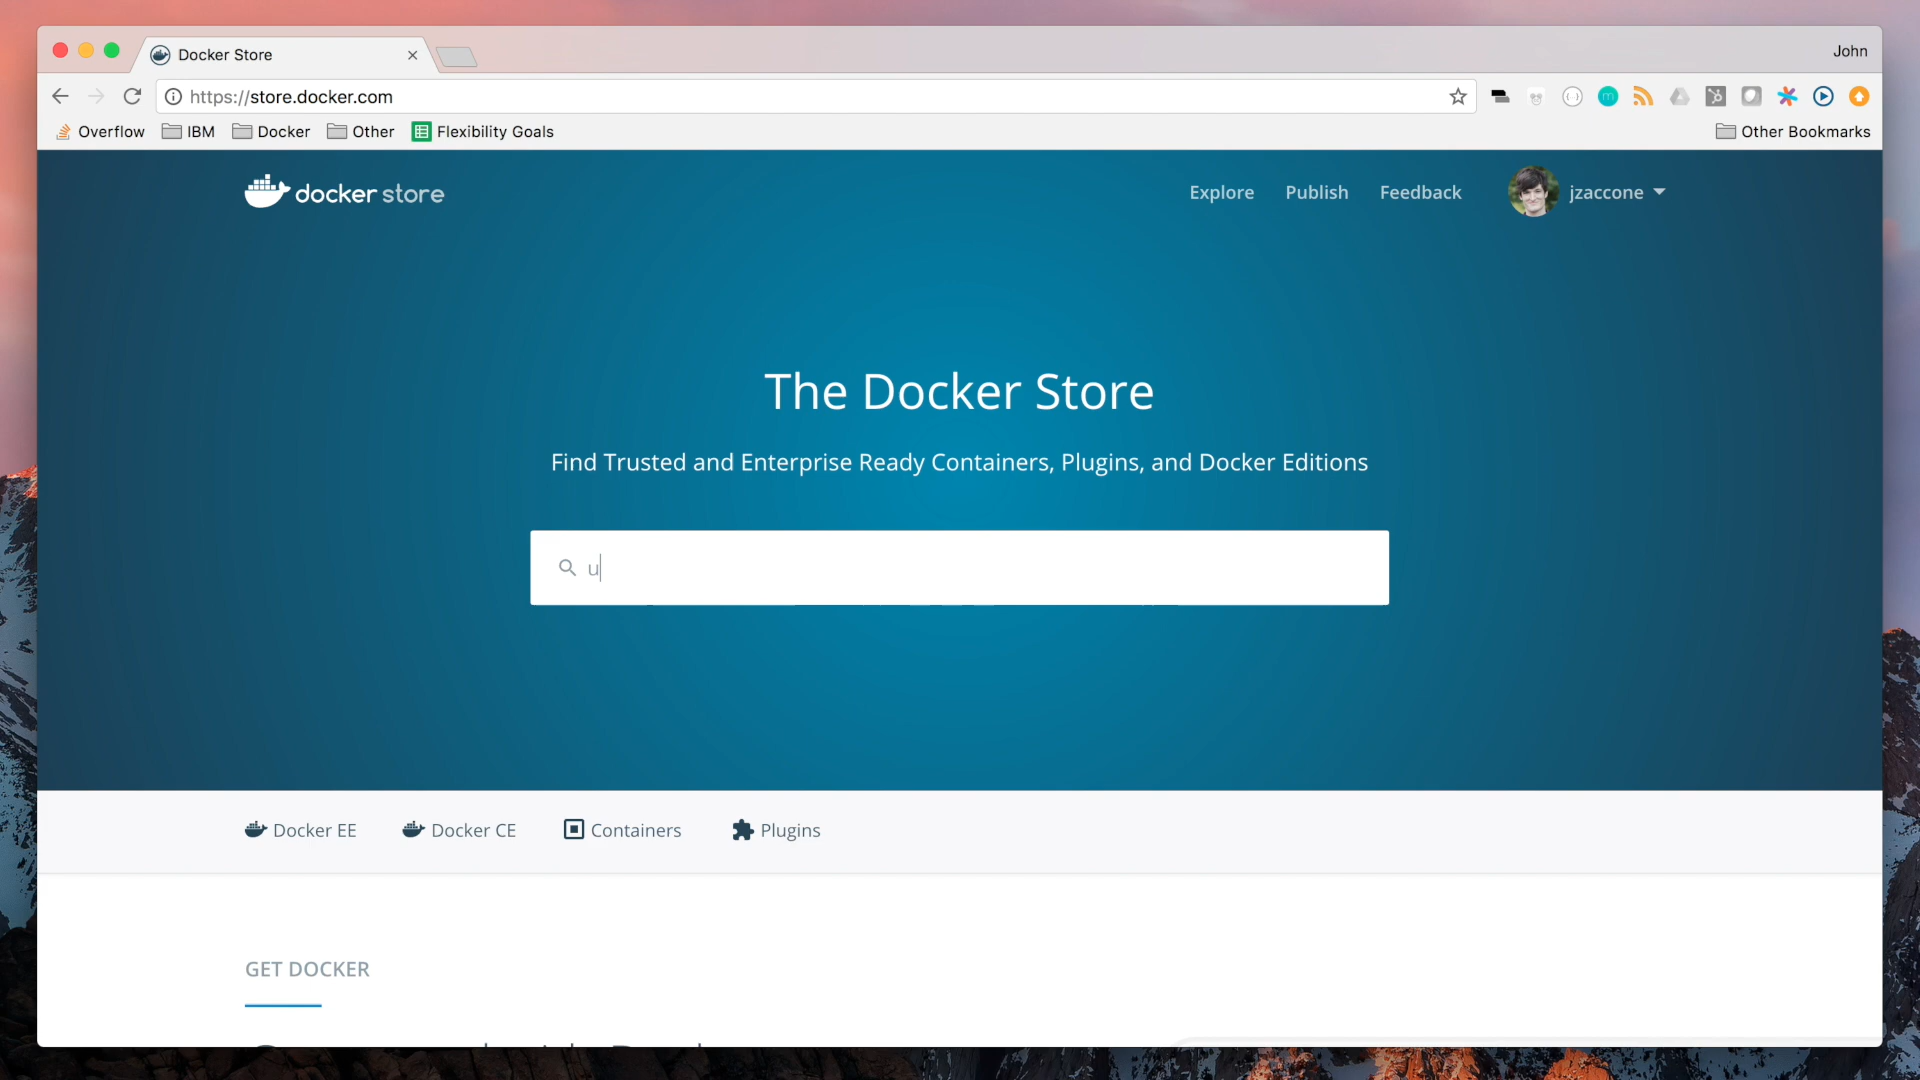 Docker Store
John
https://store.docker.com
Overflow IBM Docker Other Flexibility Goals Other Bookmarks
docker store Explore Publish Feedback jzaccone
The Docker Store
Find Trusted and Enterprise Ready Containers, Plugins, and Docker Editions
u
Docker EE Docker CE Containers Plugins
GET DOCKER